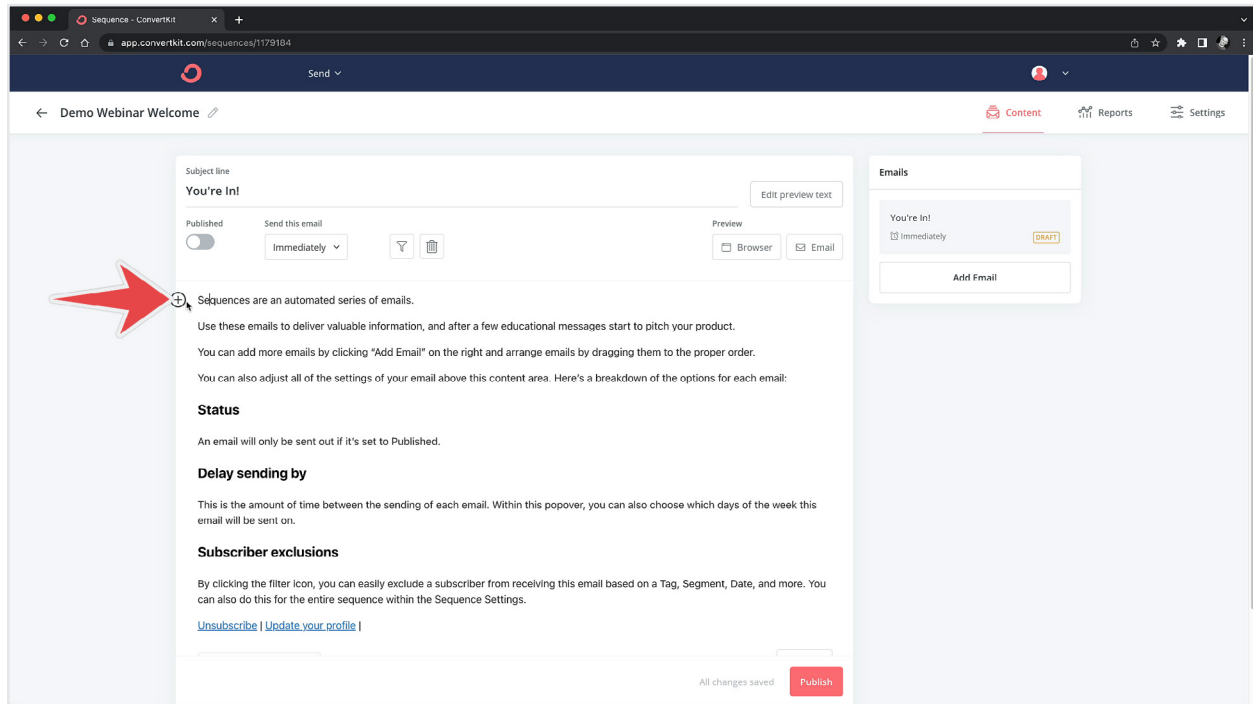 Sequence - ConvertKit
app.convertkit.com/sequences/1179184
Send
Demo Webinar Welcome
Content
Reports
Settings
Subject line
You're In!
Edit preview text
Published
Send this email
Immediately
Preview
Browser
Email
Sequences are an automated series of emails.
Use these emails to deliver valuable information, and after a few educational messages start to pitch your product.
You can add more emails by clicking “Add Email” on the right and arrange emails by dragging them to the proper order.
You can also adjust all of the settings of your email above this content area. Here’s a breakdown of the options for each email:
Status
An email will only be sent out if it’s set to Published.
Delay sending by
This is the amount of time between the sending of each email. Within this popover, you can also choose which days of the week this
email will be sent on.
Subscriber exclusions
By clicking the filter icon, you can easily exclude a subscriber from receiving this email based on a Tag, Segment, Date, and more. You
can also do this for the entire sequence within the Sequence Settings.
Unsubscribe | Update your profile |
All changes saved
Publish
Emails
You're In!
Immediately
DRAFT
Add Email